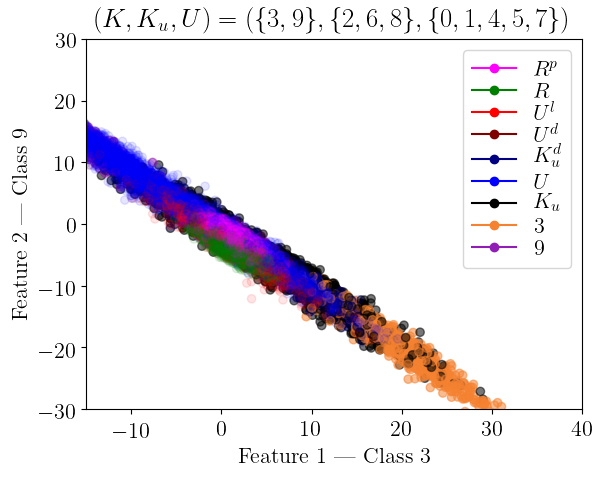 (K, K_u, U) = ({3, 9}, {2, 6, 8}, {0, 1, 4, 5, 7})
30
20
10
0
−10
−20
−30
Feature 2 — Class 9
−10
0
10
20
30
40
Feature 1 — Class 3
R^p
R
U^l
U^d
K_u^d
U
K_u
3
9